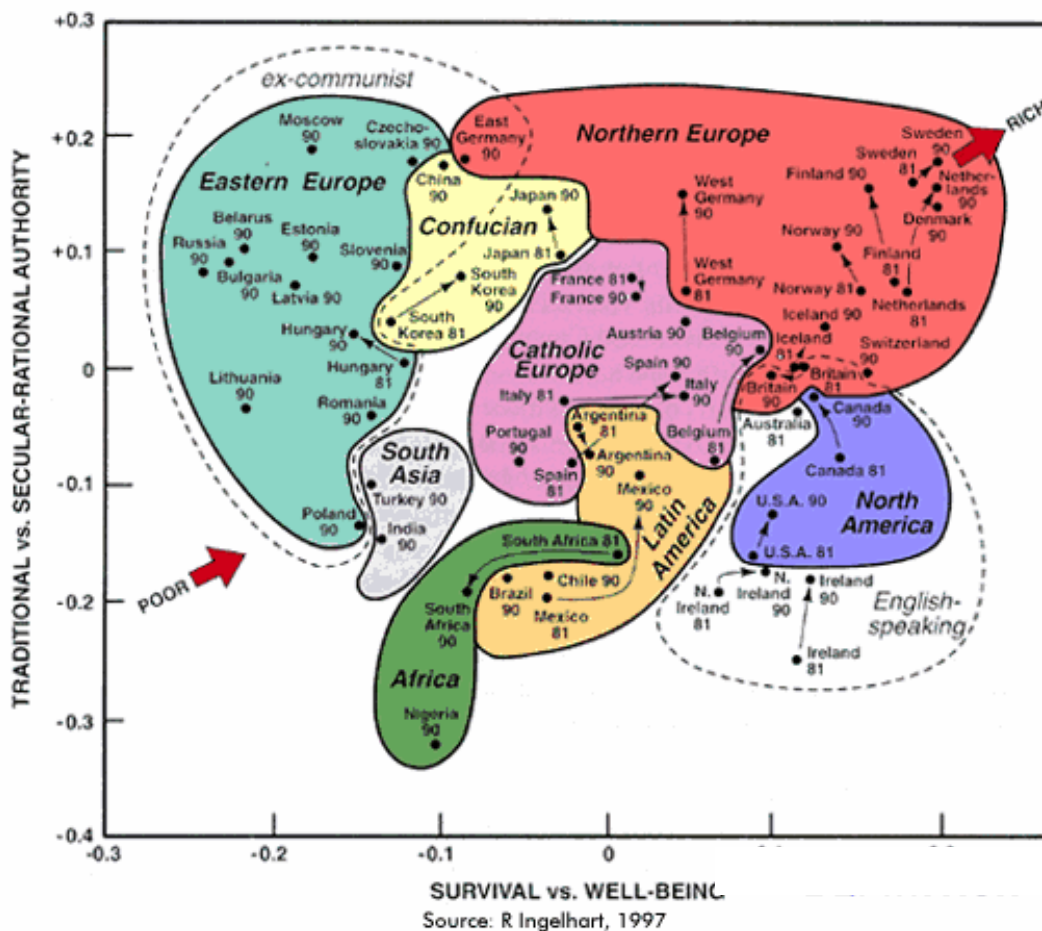 +0.3
+0.2
+0.1
0
-0.1
-0.2
-0.3
-0.4
TRADITIONAL vs. SECULAR-RATIONAL AUTHORITY
ex-communist
Moscow
90
Czecho-
slovakia 90
Eastern Europe
Belarus
90
Russia
90
Estonia
90
Slovenia
90
Bulgaria
90
Latvia 90
Hungary
90
Hungary
81
Lithuania
90
Romania
90
Poland
90
East
Germany
90
Northern Europe
West
Germany
90
West
Germany
81
Finland 90
Sweden
90
Sweden
81
Nether-
lands
90
Denmark
90
Norway 90
Finland
81
Norway 81
Netherlands
81
Iceland 90
Iceland
81
Switzerland
90
Britain
90
Britain
81
RICH
China
90
Japan 90
Confucian
Japan 81
South
Korea
90
South
Korea 81
France 81
France 90
Austria 90
Belgium
90
Catholic
Europe
Spain 90
Italy
90
Italy 81
Portugal
90
Spain
81
Belgium
81
Argentina
81
Argentina
90
Mexico
90
Latin
America
Brazil
90
Chile 90
Mexico
81
South
Asia
Turkey 90
India
90
POOR
South Africa 81
South
Africa
90
Africa
Nigeria
90
Australia
81
Canada
90
Canada 81
North
America
U.S.A. 90
U.S.A. 81
N.
Ireland
81
N.
Ireland
90
Ireland
90
Ireland
81
English-
speaking
-0.3
-0.2
-0.1
0
SURVIVAL vs. WELL-BEING
Source: R Ingelhart, 1997